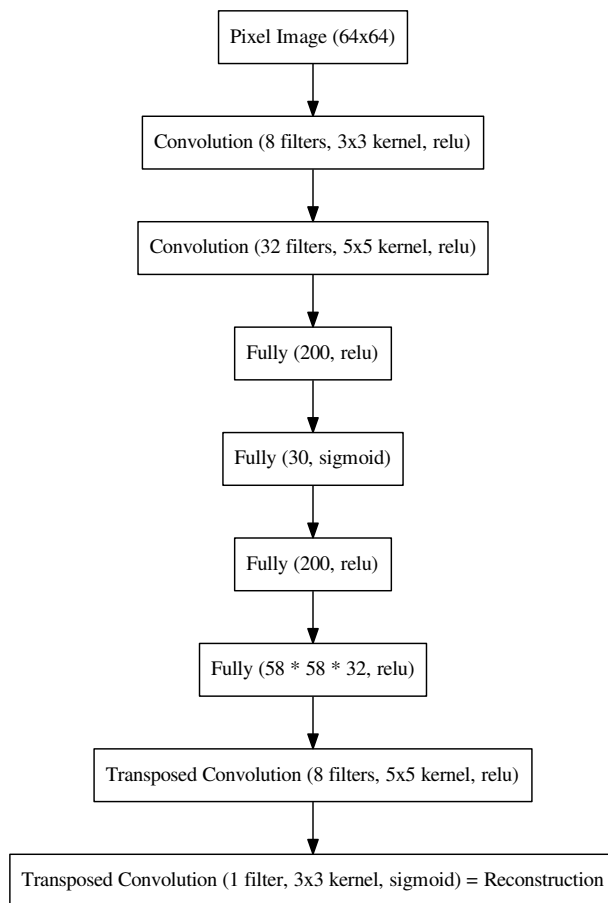 Pixel Image (64x64)
Convolution (8 filters, 3x3 kernel, relu)
Convolution (32 filters, 5x5 kernel, relu)
Fully (200, relu)
Fully (30, sigmoid)
Fully (200, relu)
Fully (58 * 58 * 32, relu)
Transposed Convolution (8 filters, 5x5 kernel, relu)
Transposed Convolution (1 filter, 3x3 kernel, sigmoid) = Reconstruction